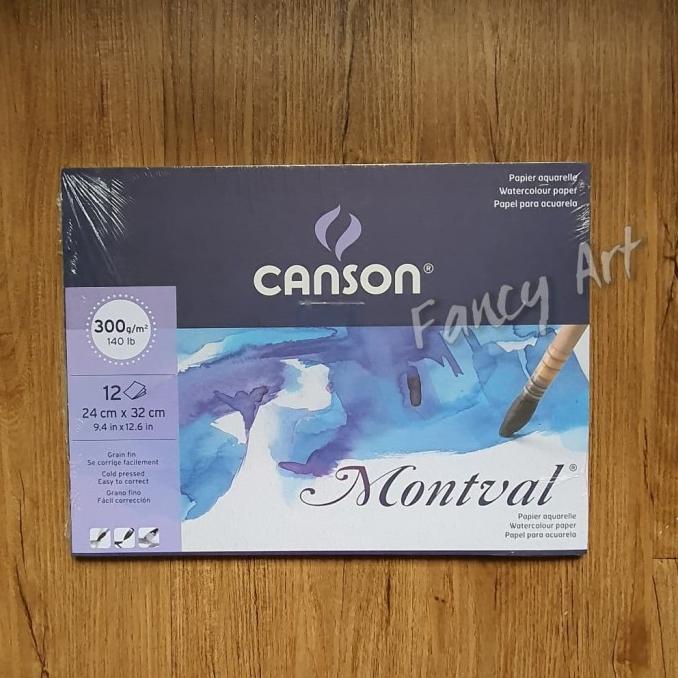 Papier aquarelle
Watercolour paper
Papel para acuarela
CANSON®
Fancy Art
300g/m²
140 lb
12
24 cm x 32 cm
9.4 in x 12.6 in
Grain fin
Se corrige facilement
Cold pressed
Easy to correct
Grano fino
Fácil corrección
Montval®
Papier aquarelle
Watercolour paper
Papel para acuarela